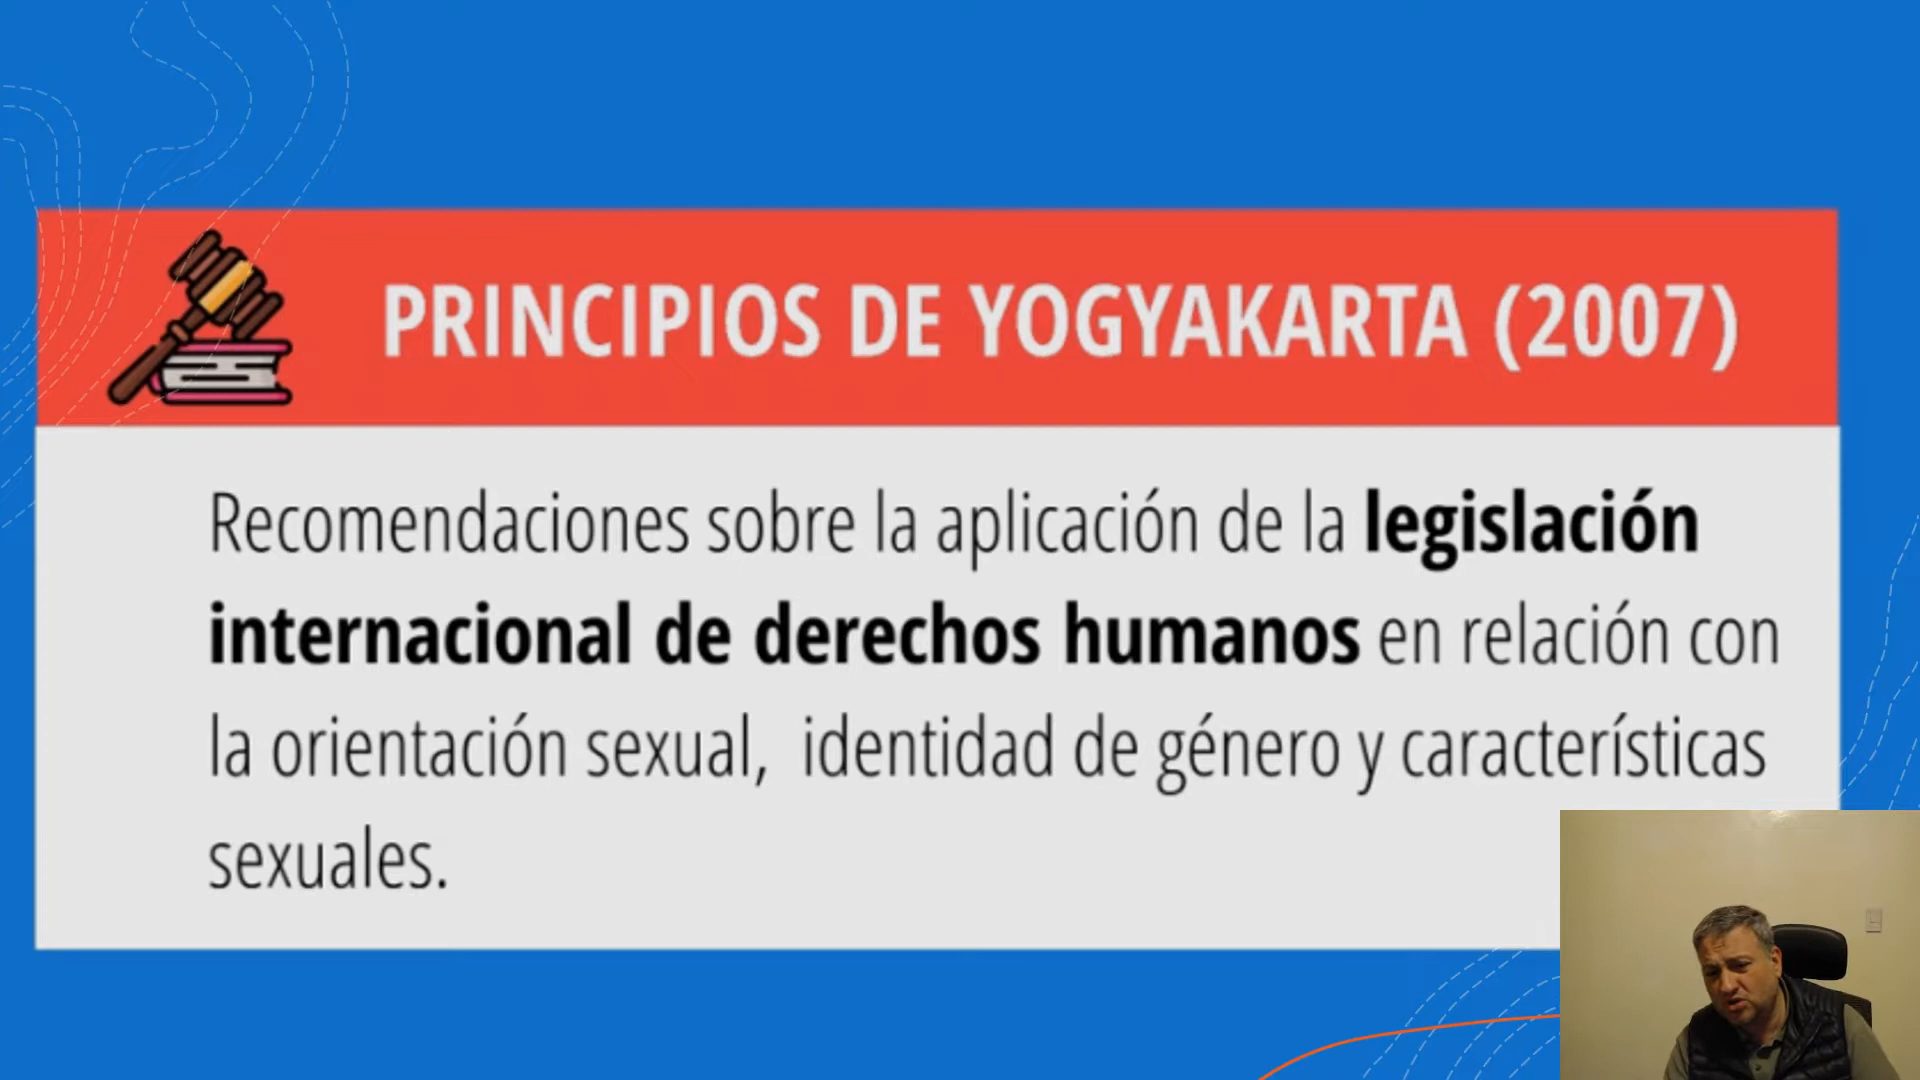 PRINCIPIOS DE YOGYAKARTA (2007)
Recomendaciones sobre la aplicación de la legislación
internacional de derechos humanos en relación con
la orientación sexual, identidad de género y características
sexuales.